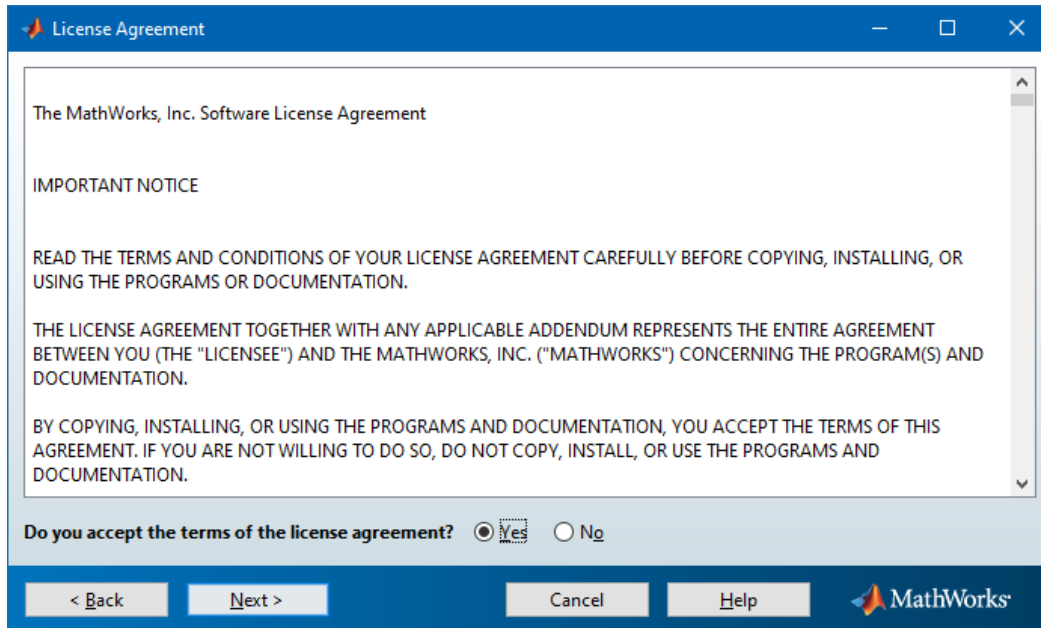 License Agreement
The MathWorks, Inc. Software License Agreement
IMPORTANT NOTICE
READ THE TERMS AND CONDITIONS OF YOUR LICENSE AGREEMENT CAREFULLY BEFORE COPYING, INSTALLING, OR
USING THE PROGRAMS OR DOCUMENTATION.
THE LICENSE AGREEMENT TOGETHER WITH ANY APPLICABLE ADDENDUM REPRESENTS THE ENTIRE AGREEMENT
BETWEEN YOU (THE "LICENSEE") AND THE MATHWORKS, INC. ("MATHWORKS") CONCERNING THE PROGRAM(S) AND
DOCUMENTATION.
BY COPYING, INSTALLING, OR USING THE PROGRAMS AND DOCUMENTATION, YOU ACCEPT THE TERMS OF THIS
AGREEMENT. IF YOU ARE NOT WILLING TO DO SO, DO NOT COPY, INSTALL, OR USE THE PROGRAMS AND
DOCUMENTATION.
Do you accept the terms of the license agreement? Yes No
< Back Next > Cancel Help MathWorks